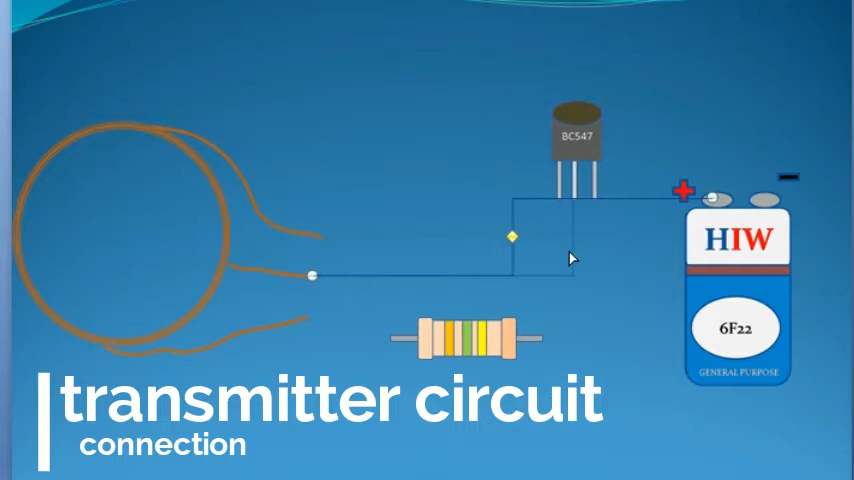 BC547
HIW
6F22
GENERAL PURPOSE
transmitter circuit
connection